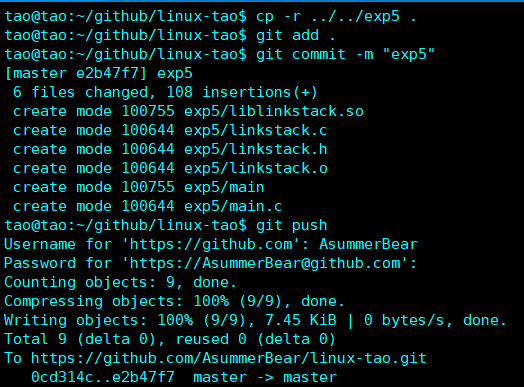 tao@tao:~/github/linux-tao$ cp -r ../../exp5 .
tao@tao:~/github/linux-tao$ git add .
tao@tao:~/github/linux-tao$ git commit -m "exp5"
[master e2b47f7] exp5
 6 files changed, 108 insertions(+)
 create mode 100755 exp5/liblinkstack.so
 create mode 100644 exp5/linkstack.c
 create mode 100644 exp5/linkstack.h
 create mode 100644 exp5/linkstack.o
 create mode 100755 exp5/main
 create mode 100644 exp5/main.c
tao@tao:~/github/linux-tao$ git push
Username for 'https://github.com': AsummerBear
Password for 'https://AsummerBear@github.com':
Counting objects: 9, done.
Compressing objects: 100% (9/9), done.
Writing objects: 100% (9/9), 7.45 KiB | 0 bytes/s, done.
Total 9 (delta 0), reused 0 (delta 0)
To https://github.com/AsummerBear/linux-tao.git
   0cd314c..e2b47f7  master -> master